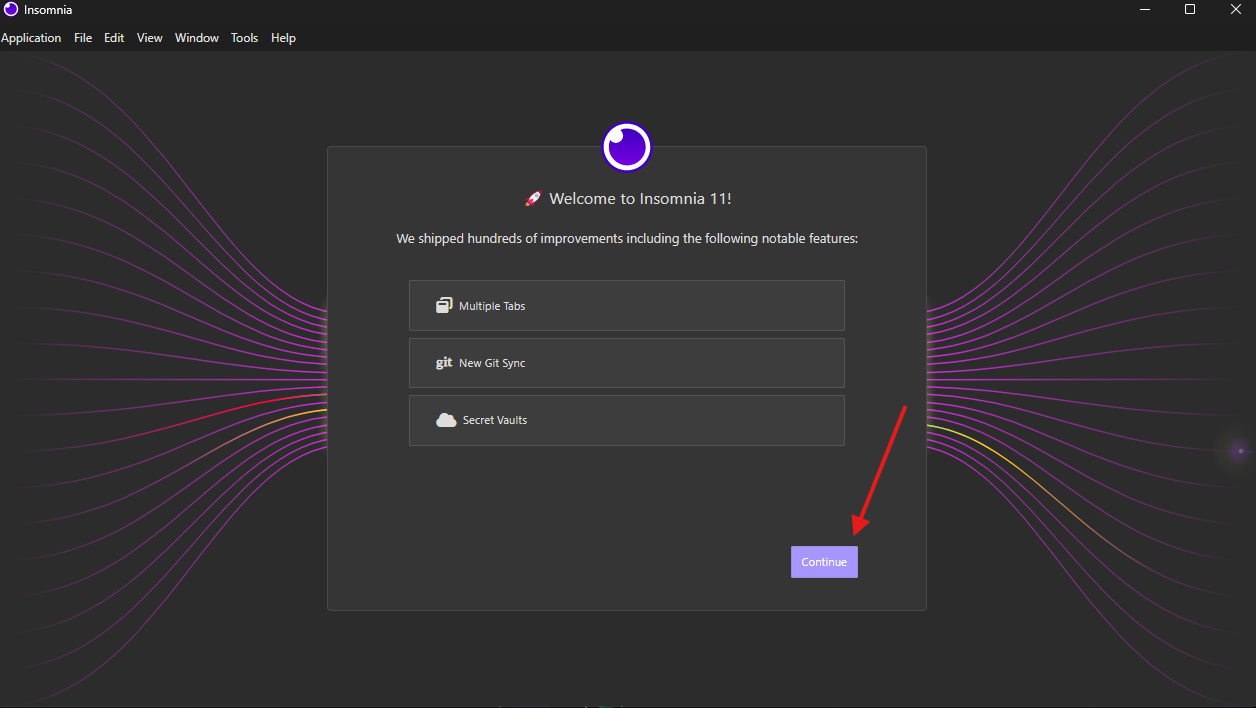 Insomnia
Application File Edit View Window Tools Help
🚀 Welcome to Insomnia 11!
We shipped hundreds of improvements including the following notable features:
Multiple Tabs
git New Git Sync
Secret Vaults
Continue